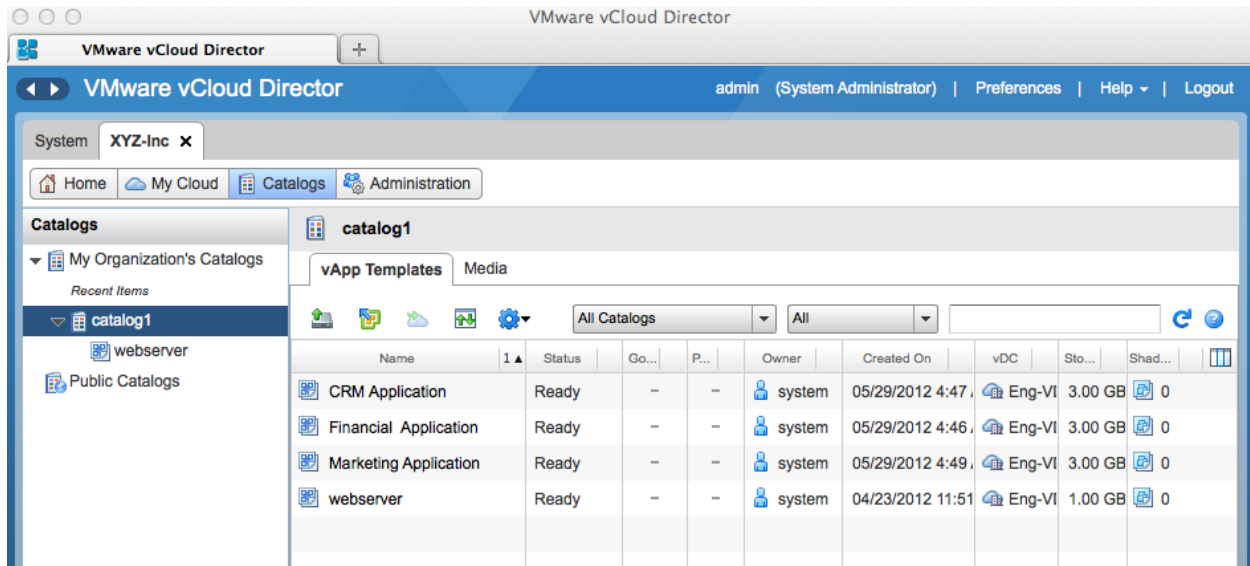 VMware vCloud Director
VMware vCloud Director
VMware vCloud Director admin (System Administrator) | Preferences | Help | Logout
System XYZ-Inc
Home My Cloud Catalogs Administration
Catalogs
catalog1
My Organization's Catalogs
Recent Items
catalog1
webserver
Public Catalogs
vApp Templates Media
All Catalogs All
Name 1 Status Go... P... Owner Created On vDC Sto... Shad...
CRM Application Ready – – system 05/29/2012 4:47 Eng-VD 3.00 GB 0
Financial Application Ready – – system 05/29/2012 4:46 Eng-VD 3.00 GB 0
Marketing Application Ready – – system 05/29/2012 4:49 Eng-VD 3.00 GB 0
webserver Ready – – system 04/23/2012 11:51 Eng-VD 1.00 GB 0